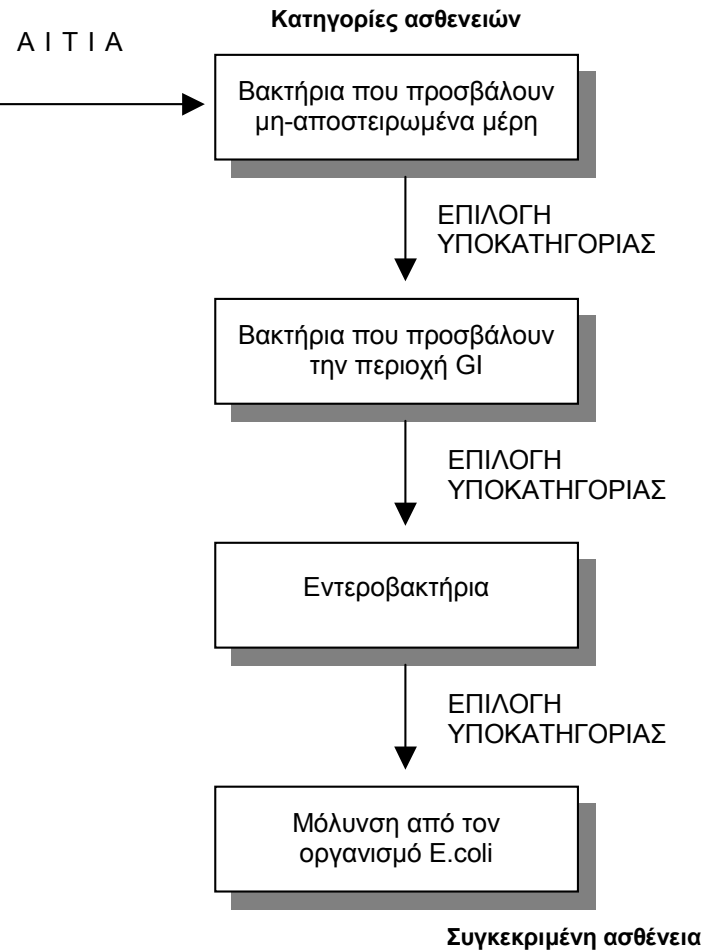 Κατηγορίες ασθενειών
Α Ι Τ Ι Α
Βακτήρια που προσβάλουν
μη-αποστειρωμένα μέρη
ΕΠΙΛΟΓΗ
ΥΠΟΚΑΤΗΓΟΡΙΑΣ
Βακτήρια που προσβάλουν
την περιοχή GI
ΕΠΙΛΟΓΗ
ΥΠΟΚΑΤΗΓΟΡΙΑΣ
Εντεροβακτήρια
ΕΠΙΛΟΓΗ
ΥΠΟΚΑΤΗΓΟΡΙΑΣ
Μόλυνση από τον
οργανισμό E.coli
Συγκεκριμένη ασθένεια